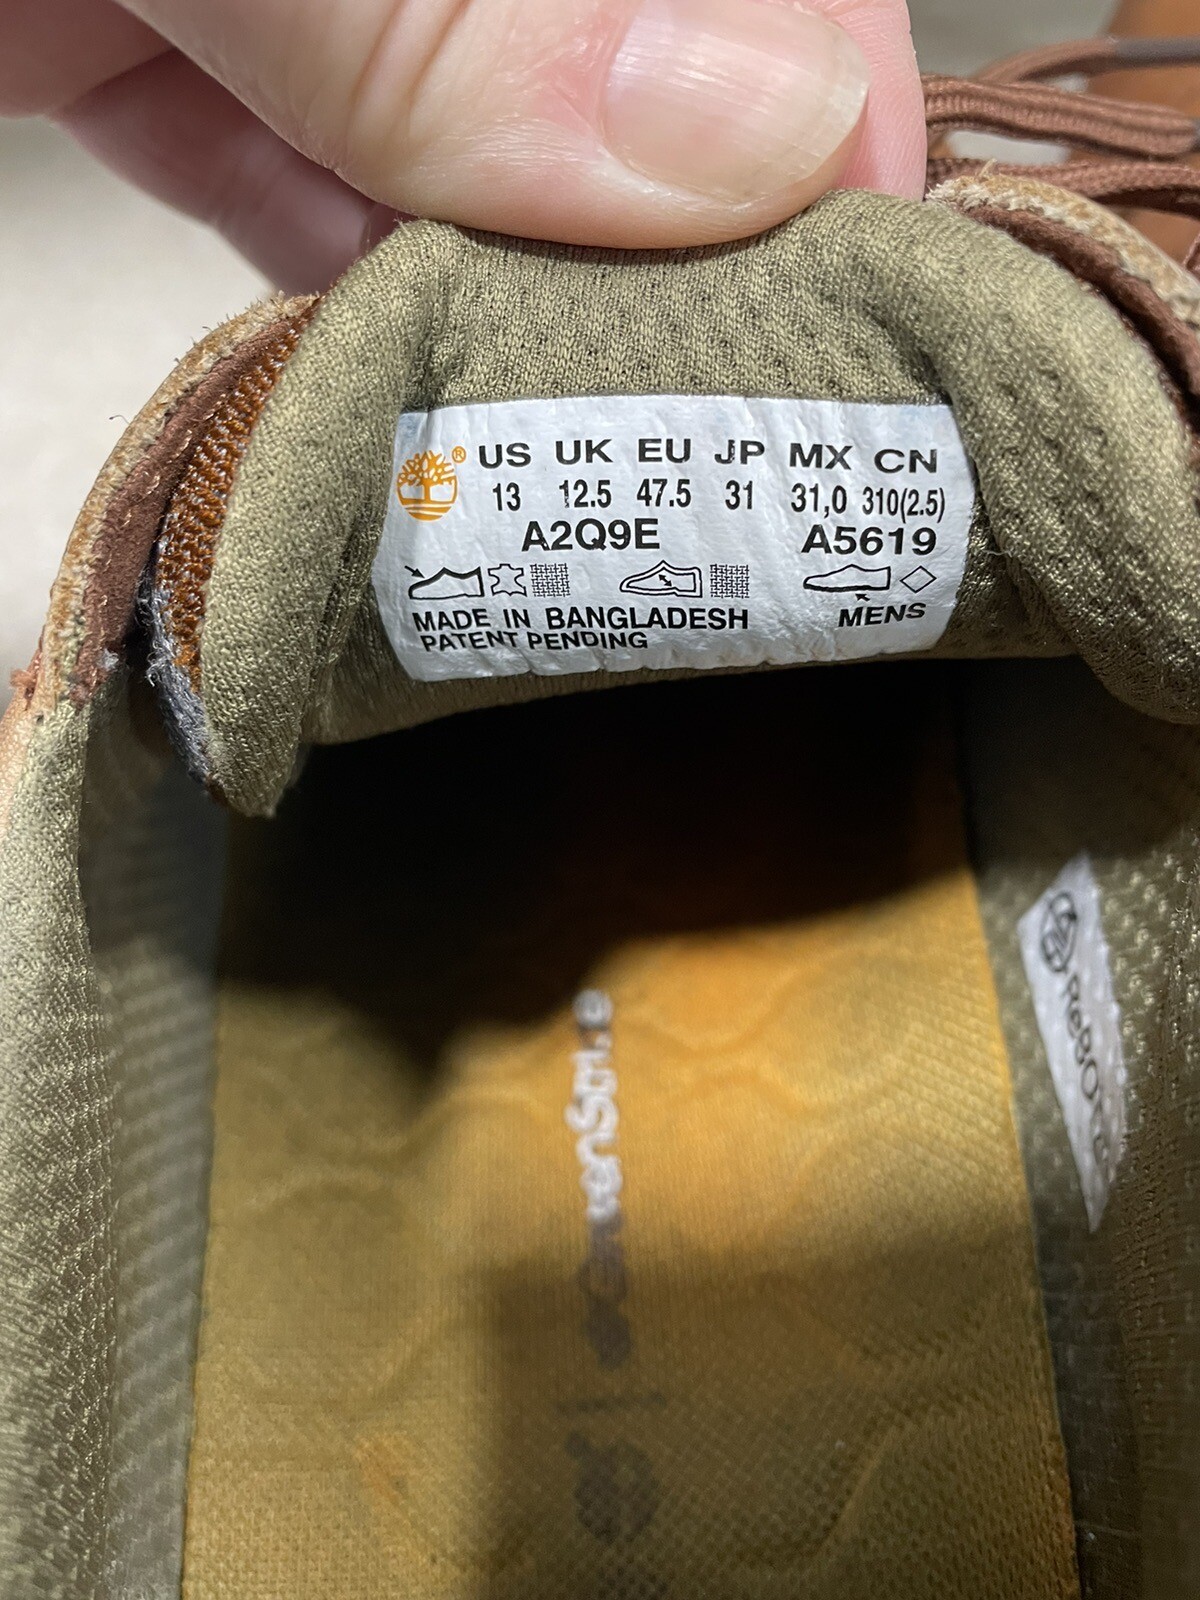 ® US UK EU JP MX CN
13 12.5 47.5 31 31,0 310(2.5)
A2Q9E A5619
MADE IN BANGLADESH MENS
PATENT PENDING
ReBOTL